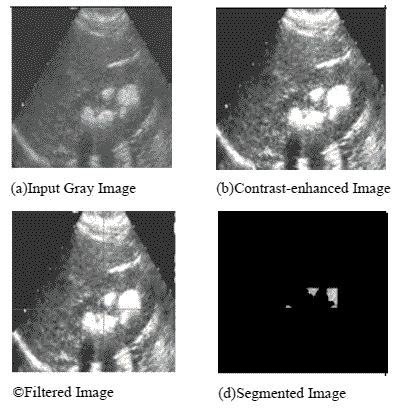 (a)Input Gray Image
(b)Contrast-enhanced Image
©Filtered Image
(d)Segmented Image